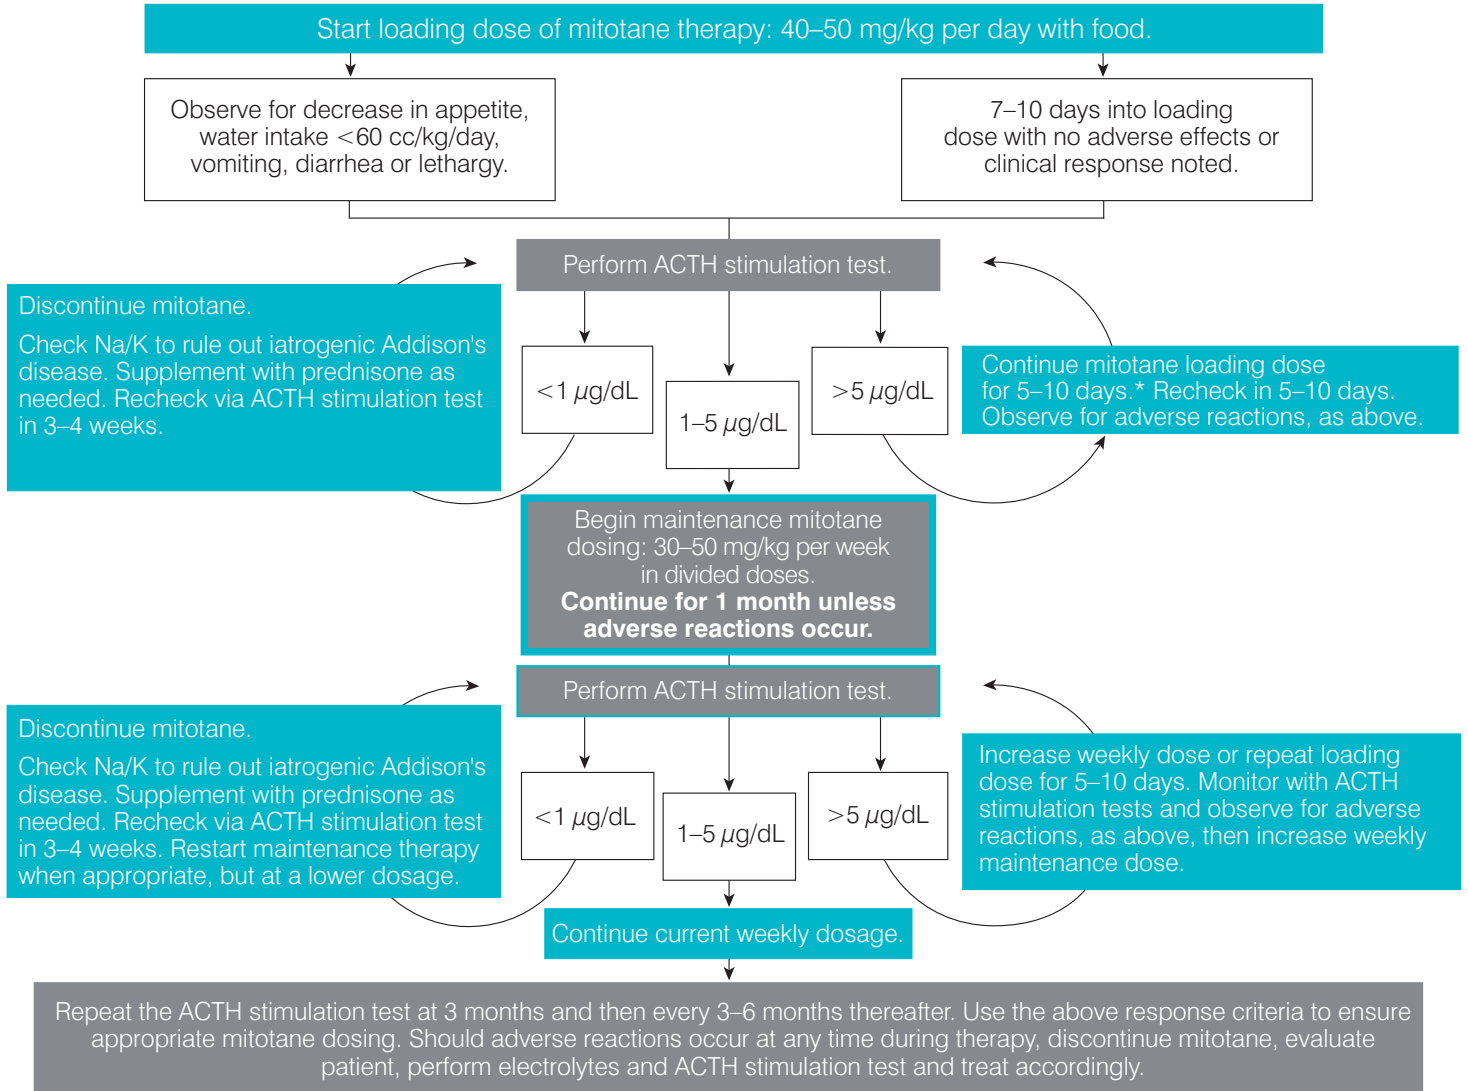 Start loading dose of mitotane therapy: 40–50 mg/kg per day with food.
Observe for decrease in appetite,
water intake <60 cc/kg/day,
vomiting, diarrhea or lethargy.
7–10 days into loading
dose with no adverse effects or
clinical response noted.
Perform ACTH stimulation test.
Discontinue mitotane.
Check Na/K to rule out iatrogenic Addison's
disease. Supplement with prednisone as
needed. Recheck via ACTH stimulation test
in 3–4 weeks.
<1 µg/dL
1–5 µg/dL
>5 µg/dL
Continue mitotane loading dose
for 5–10 days.* Recheck in 5–10 days.
Observe for adverse reactions, as above.
Begin maintenance mitotane
dosing: 30–50 mg/kg per week
in divided doses.
Continue for 1 month unless
adverse reactions occur.
Perform ACTH stimulation test.
Discontinue mitotane.
Check Na/K to rule out iatrogenic Addison's
disease. Supplement with prednisone as
needed. Recheck via ACTH stimulation test
in 3–4 weeks. Restart maintenance therapy
when appropriate, but at a lower dosage.
<1 µg/dL
1–5 µg/dL
>5 µg/dL
Increase weekly dose or repeat loading
dose for 5–10 days. Monitor with ACTH
stimulation tests and observe for adverse
reactions, as above, then increase weekly
maintenance dose.
Continue current weekly dosage.
Repeat the ACTH stimulation test at 3 months and then every 3–6 months thereafter. Use the above response criteria to ensure
appropriate mitotane dosing. Should adverse reactions occur at any time during therapy, discontinue mitotane, evaluate
patient, perform electrolytes and ACTH stimulation test and treat accordingly.